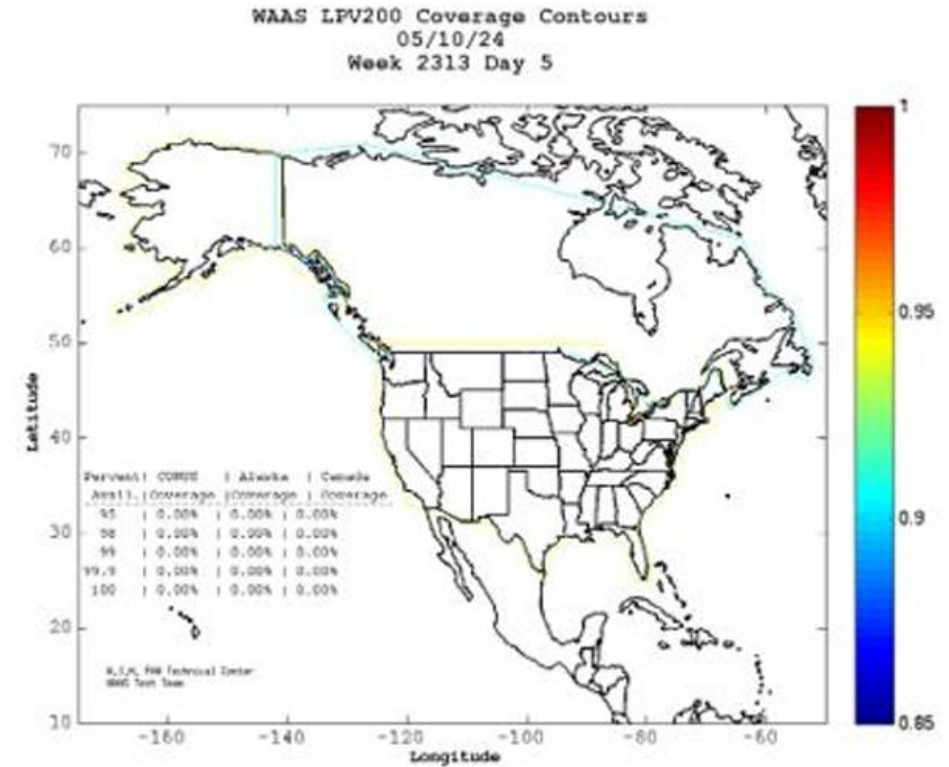 WAAS LPV200 Coverage Contours
05/10/24
Week 2313 Day 5
1
0.95
0.9
0.85
70
60
50
40
30
20
10
Latitude
Percent| CONUS | Alaska | Canada
Avail.|Coverage |Coverage | Coverage
95 | 0.00% | 0.00% | 0.00%
98 | 0.00% | 0.00% | 0.00%
99 | 0.00% | 0.00% | 0.00%
99.9 | 0.00% | 0.00% | 0.00%
100 | 0.00% | 0.00% | 0.00%
FAA Technical Center
WAAS Test Team
-160 -140 -120 -100 -80 -60
Longitude